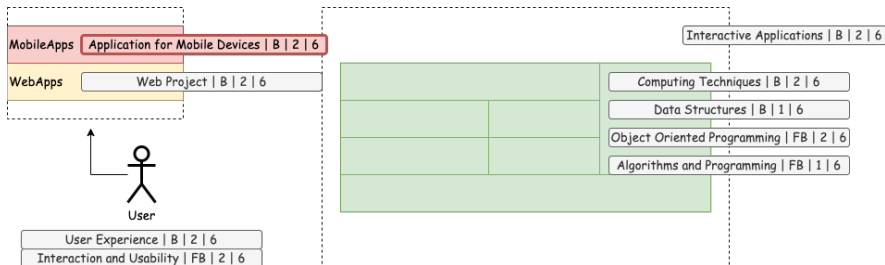 MobileApps
Application for Mobile Devices | B | 2 | 6
Interactive Applications | B | 2 | 6
WebApps
Web Project | B | 2 | 6
Computing Techniques | B | 2 | 6
Data Structures | B | 1 | 6
Object Oriented Programming | FB | 2 | 6
Algorithms and Programming | FB | 1 | 6
User
User Experience | B | 2 | 6
Interaction and Usability | FB | 2 | 6